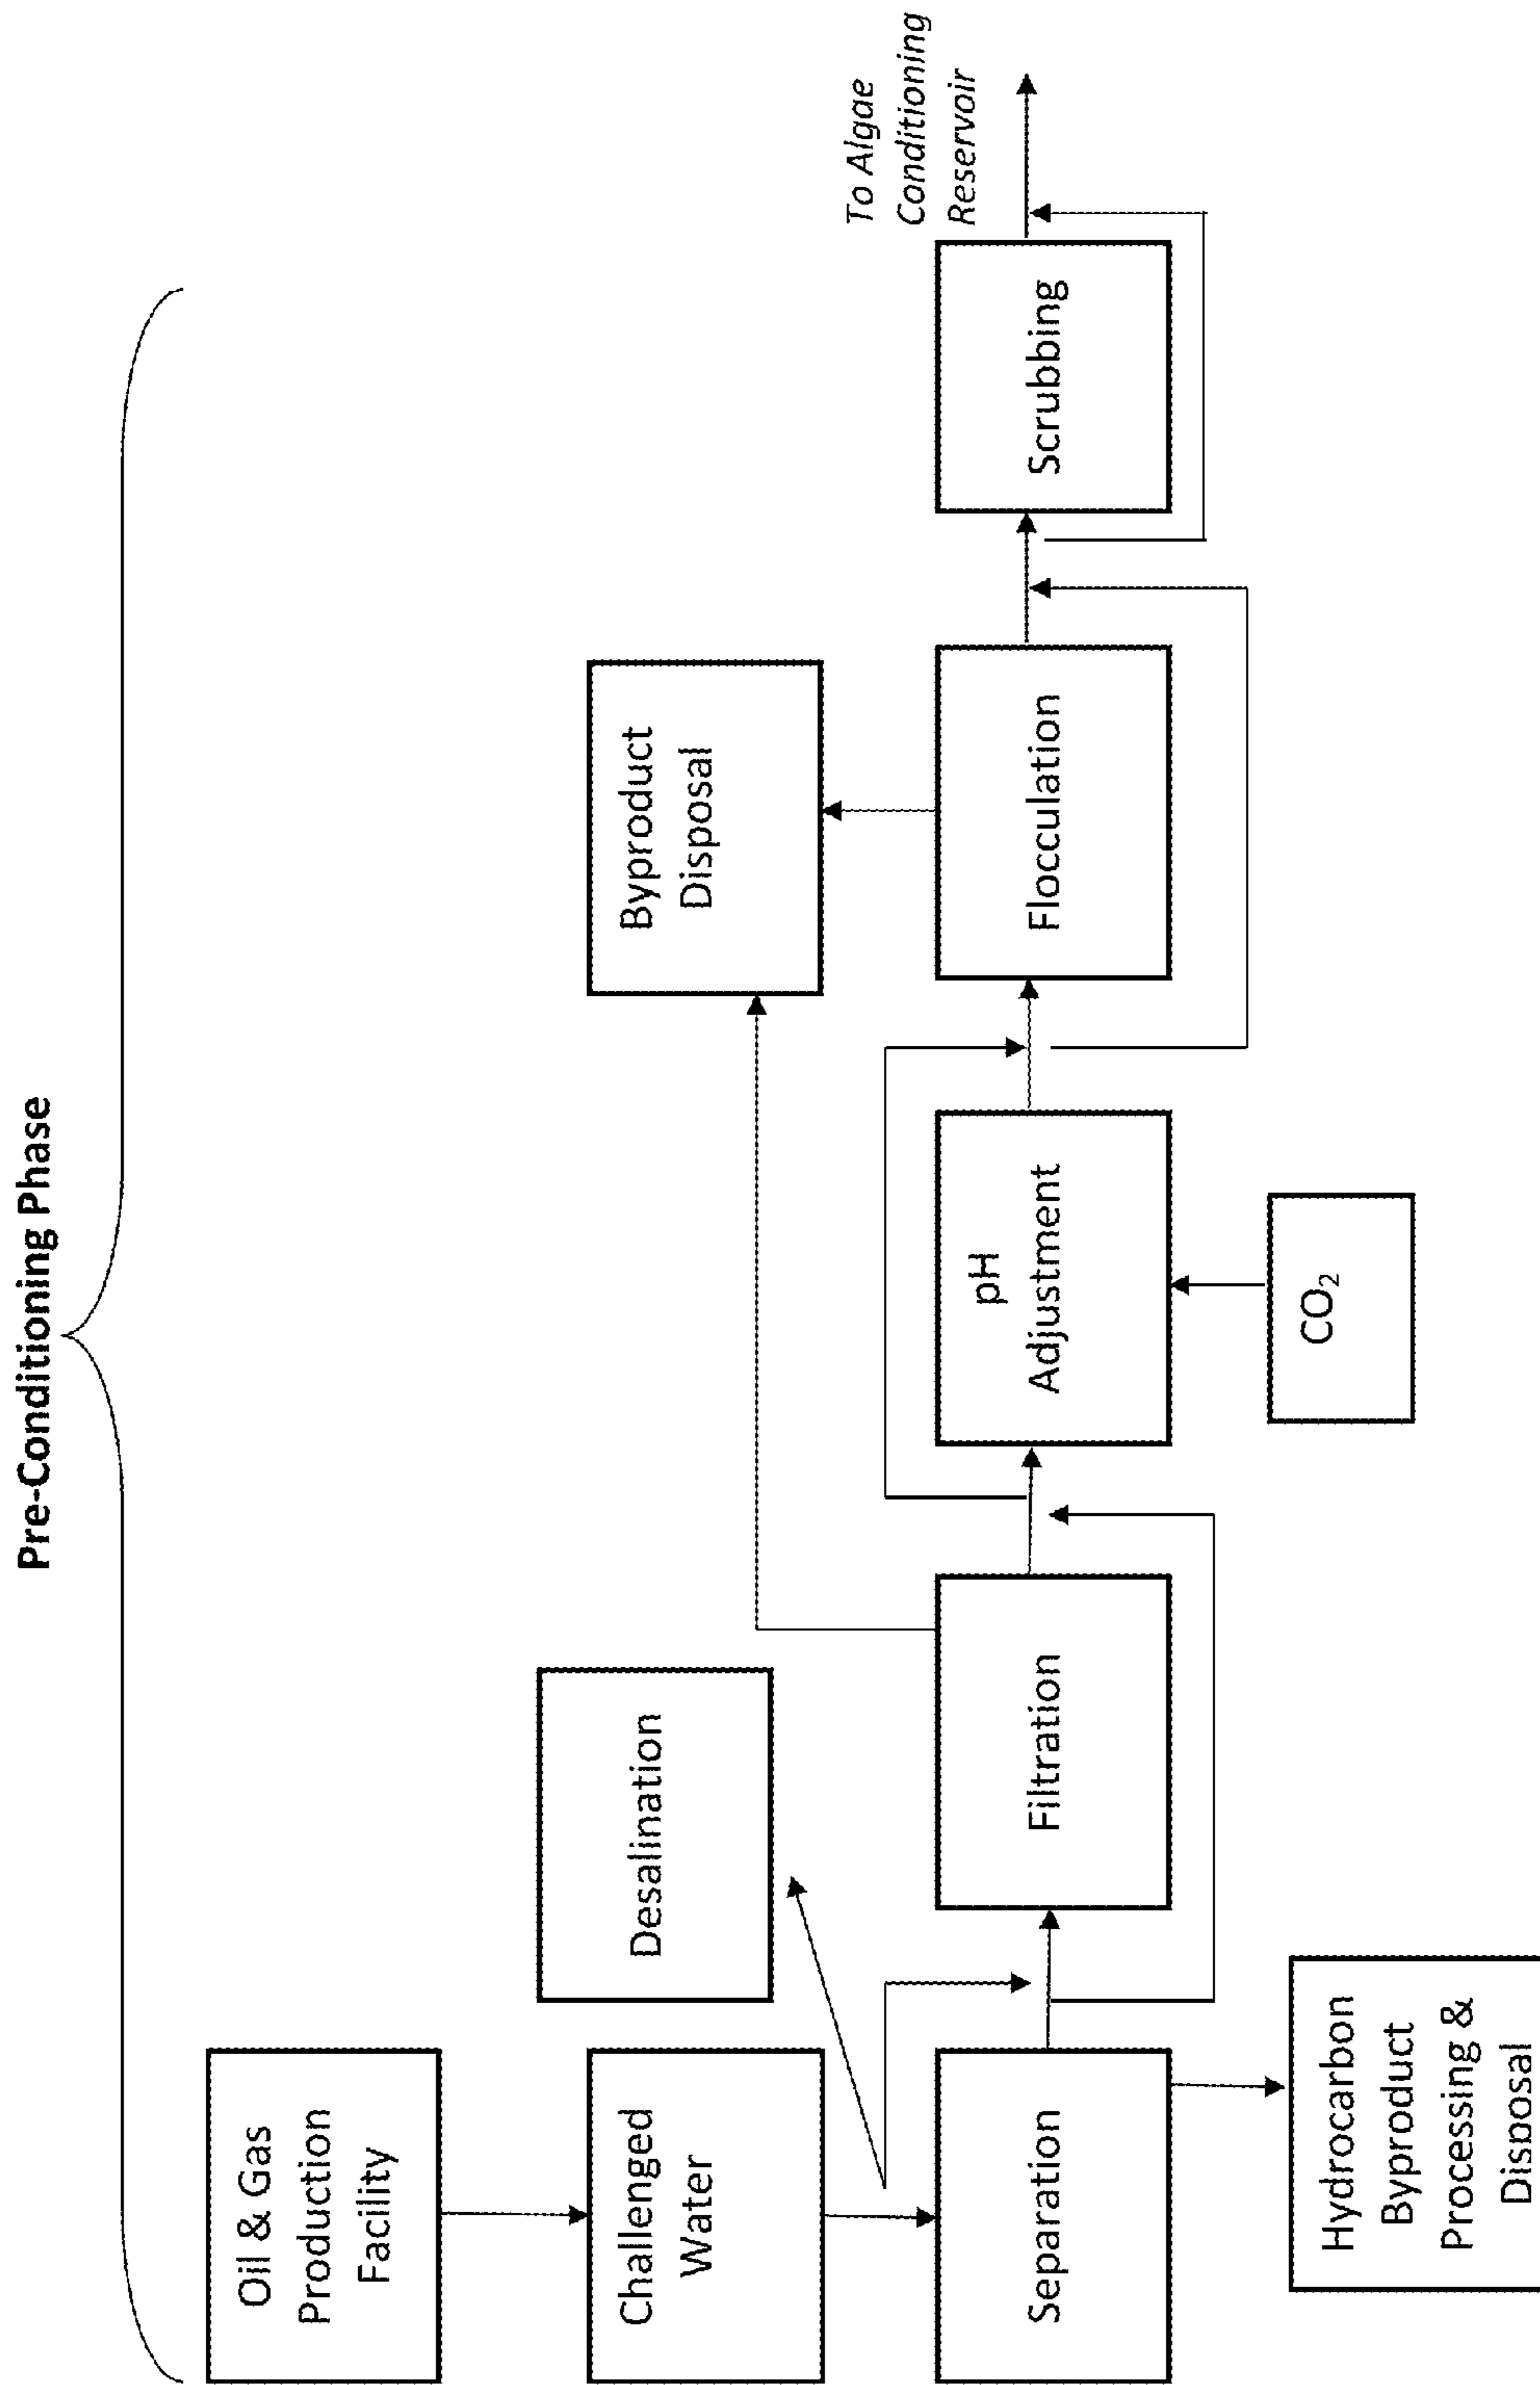 Pre-Conditioning Phase
Oil & Gas
Production
Facility
Challenged
Water
Desalination
Byproduct
Disposal
To Algae
Conditioning
Reservoir
Separation
Filtration
pH
Adjustment
Flocculation
Scrubbing
Hydrocarbon
Byproduct
Processing &
Disposal
CO₂